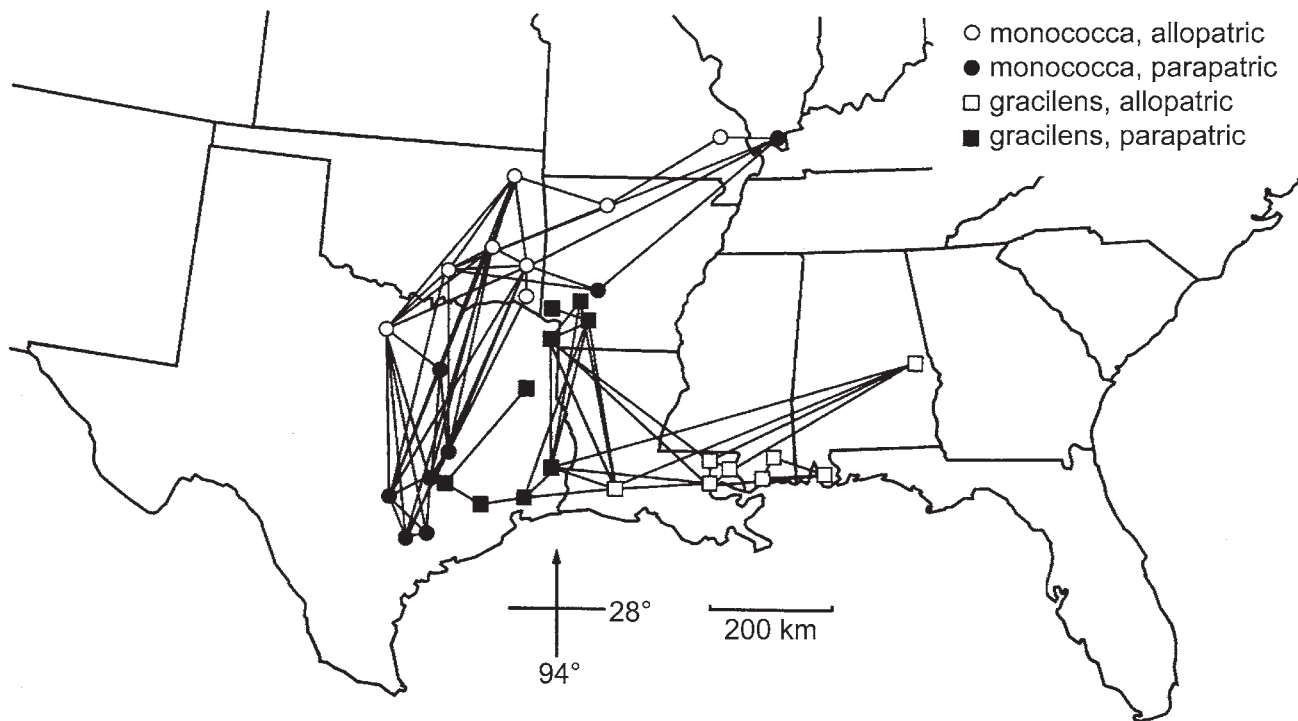 monococca, allopatric
monococca, parapatric
gracilens, allopatric
gracilens, parapatric
28°
200 km
94°